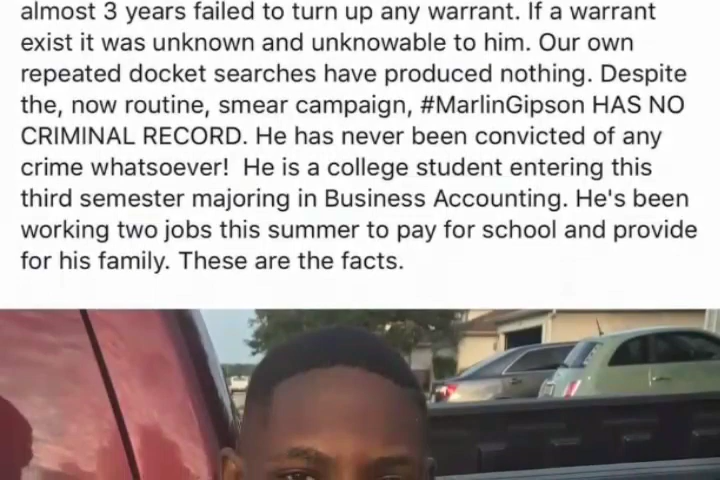 almost 3 years failed to turn up any warrant. If a warrant
exist it was unknown and unknowable to him. Our own
repeated docket searches have produced nothing. Despite
the, now routine, smear campaign, #MarlinGipson HAS NO
CRIMINAL RECORD. He has never been convicted of any
crime whatsoever!  He is a college student entering this
third semester majoring in Business Accounting. He's been
working two jobs this summer to pay for school and provide
for his family. These are the facts.